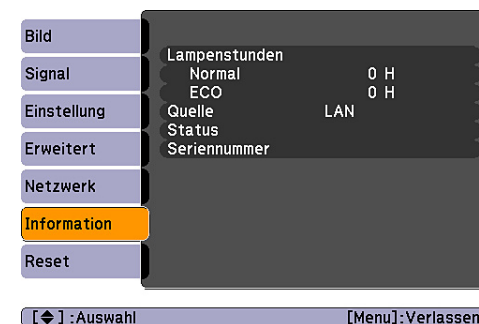 Bild
Signal
Einstellung
Erweitert
Netzwerk
Information
Reset
Lampenstunden
Normal 0 H
ECO 0 H
Quelle LAN
Status
Seriennummer
[◆] :Auswahl [Menu]:Verlassen